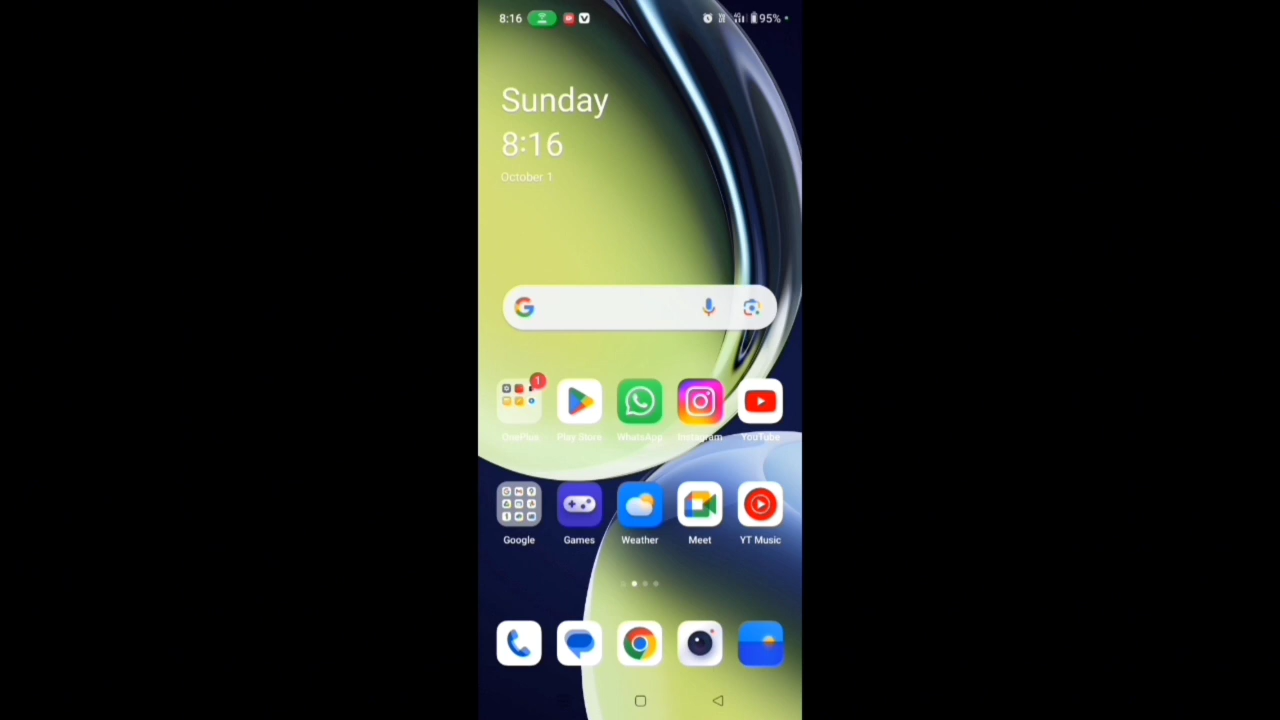 8:16 95%
Sunday
8:16
October 1
1
OnePlus Play Store WhatsApp Instagram YouTube
Google Games Weather Meet YT Music